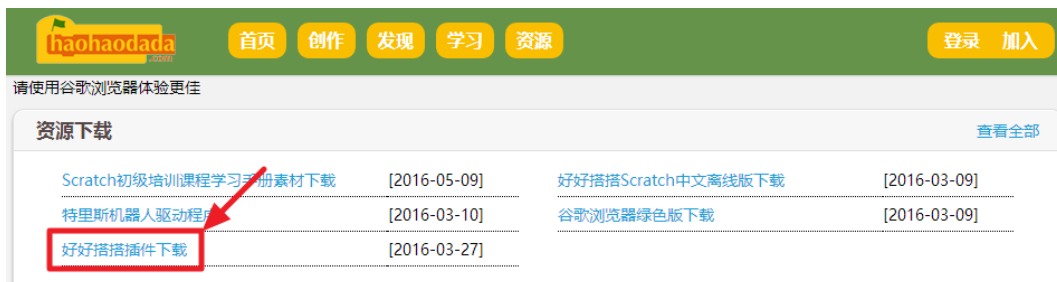 haohaodada
.com
首页 创作 发现 学习 资源 登录 加入
请使用谷歌浏览器体验更佳
资源下载 查看全部
Scratch初级培训课程学习手册素材下载 [2016-05-09] 好好搭搭Scratch中文离线版下载 [2016-03-09]
特里斯机器人驱动程 [2016-03-10] 谷歌浏览器绿色版下载 [2016-03-09]
好好搭搭插件下载 [2016-03-27]